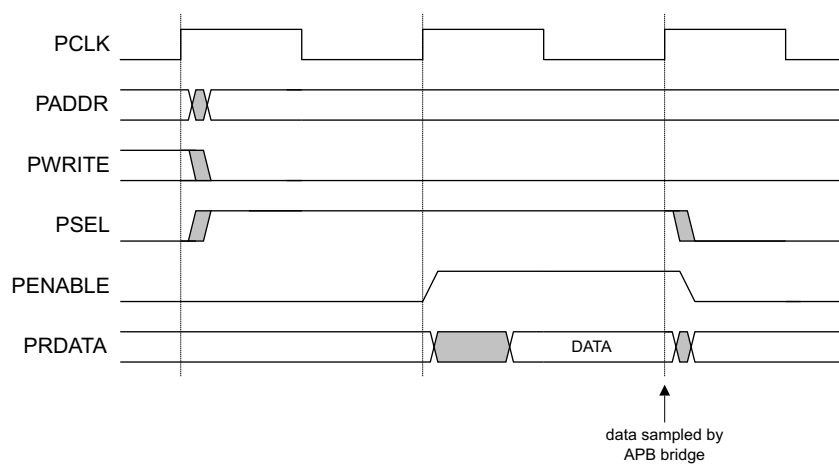 PCLK
PADDR
PWRITE
PSEL
PENABLE
PRDATA
DATA
data sampled by
APB bridge